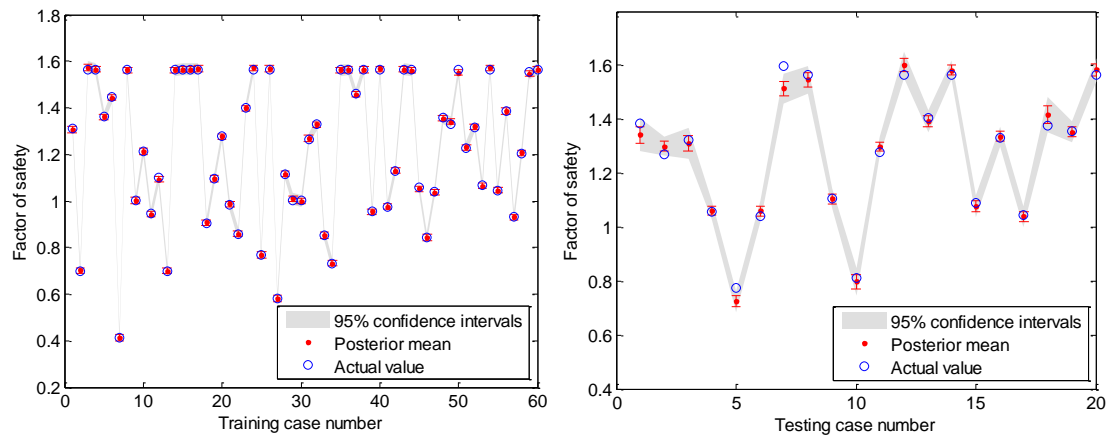 1.8
1.6
1.4
1.2
1
0.8
0.6
0.4
0.2
0 10 20 30 40 50 60
Factor of safety
Training case number
95% confidence intervals
Posterior mean
Actual value
1.6
1.4
1.2
1
0.8
0.6
0.4
0 5 10 15 20
Factor of safety
Testing case number
95% confidence intervals
Posterior mean
Actual value